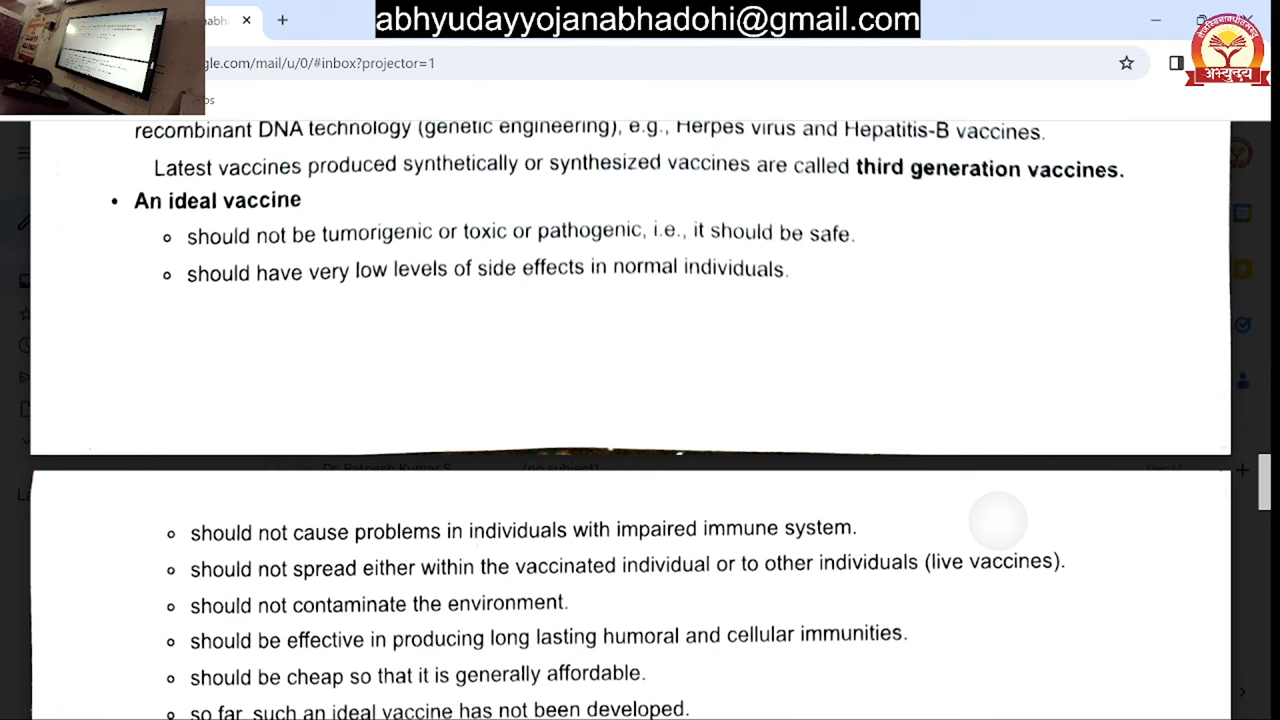 abhyudayyojanabhadohi@gmail.com
gle.com/mail/u/0/#inbox?projector=1
recombinant DNA technology (genetic engineering), e.g., Herpes virus and Hepatitis-B vaccines.
Latest vaccines produced synthetically or synthesized vaccines are called third generation vaccines.
• An ideal vaccine
o should not be tumorigenic or toxic or pathogenic, i.e., it should be safe.
o should have very low levels of side effects in normal individuals.
o should not cause problems in individuals with impaired immune system.
o should not spread either within the vaccinated individual or to other individuals (live vaccines).
o should not contaminate the environment.
o should be effective in producing long lasting humoral and cellular immunities.
o should be cheap so that it is generally affordable.
o so far, such an ideal vaccine has not been developed.
अभ्युदय